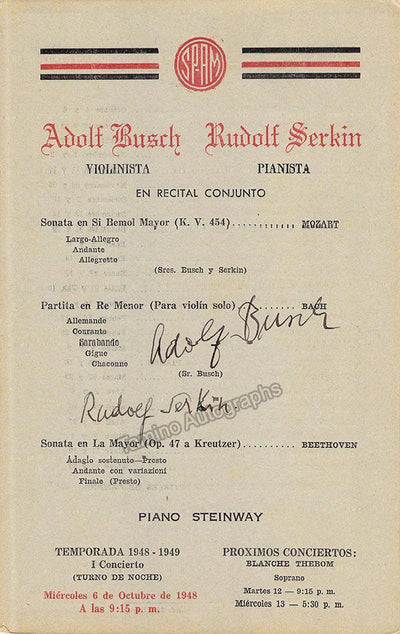 SPAM
Adolf Busch Rudolf Serkin
VIOLINISTA PIANISTA
EN RECITAL CONJUNTO
Sonata en Si Bemol Mayor (K. V. 454)............ MOZART
Largo-Allegro
Andante
Allegretto
(Sres. Busch y Serkin)
Partita en Re Menor (Para violín solo)........... BACH
Allemande
Courante
Sarabando
Gigue
Chaconne
Adolf Busch
(Sr. Busch)
Rudolf Serkin.
Tamino Autographs
Sonata en La Mayor (Op. 47 a Kreutzer).......... BEETHOVEN
Adagio sostenuto—Presto
Andante con variazioni
Finale (Presto)
PIANO STEINWAY
TEMPORADA 1948 - 1949
I Concierto
(TURNO DE NOCHE)
Miércoles 6 de Octubre de 1948
A las 9:15 p. m.
PROXIMOS CONCIERTOS:
BLANCHE THEBOM
Soprano
Martes 12 — 9:15 p. m.
Miércoles 13 — 5:30 p. m.